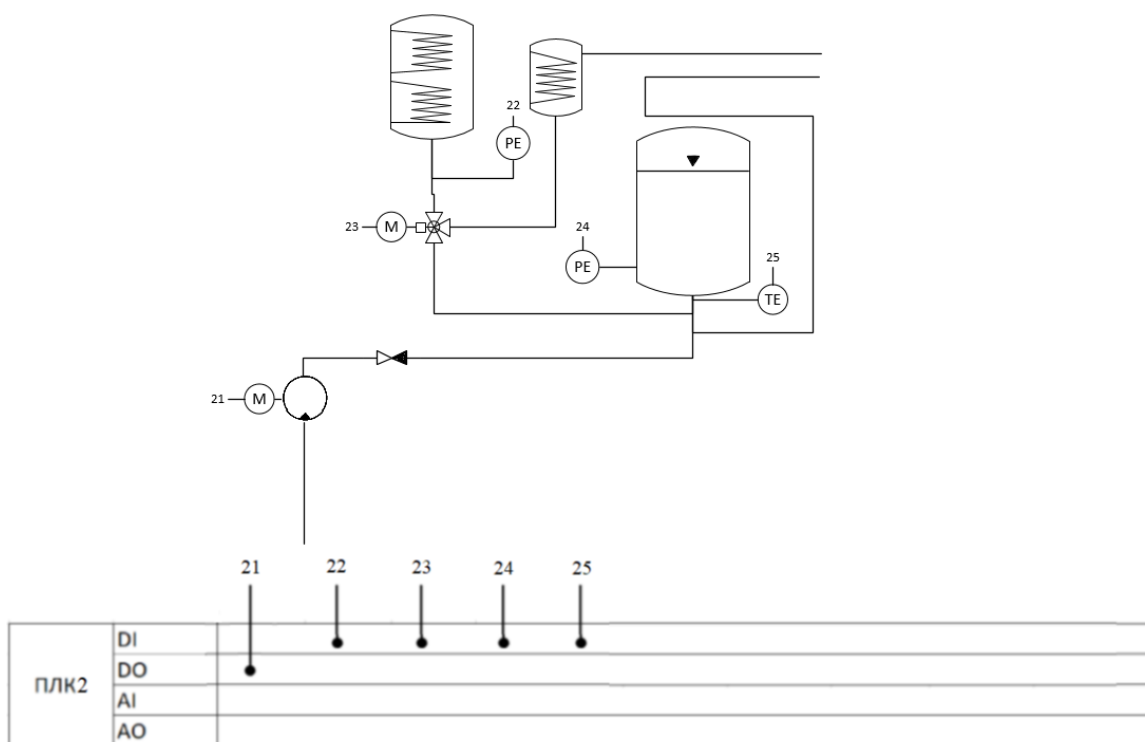 22
PE
23 M
24
PE
25
TE
21 M
21 22 23 24 25
ПЛК2
DI
DO
AI
AO